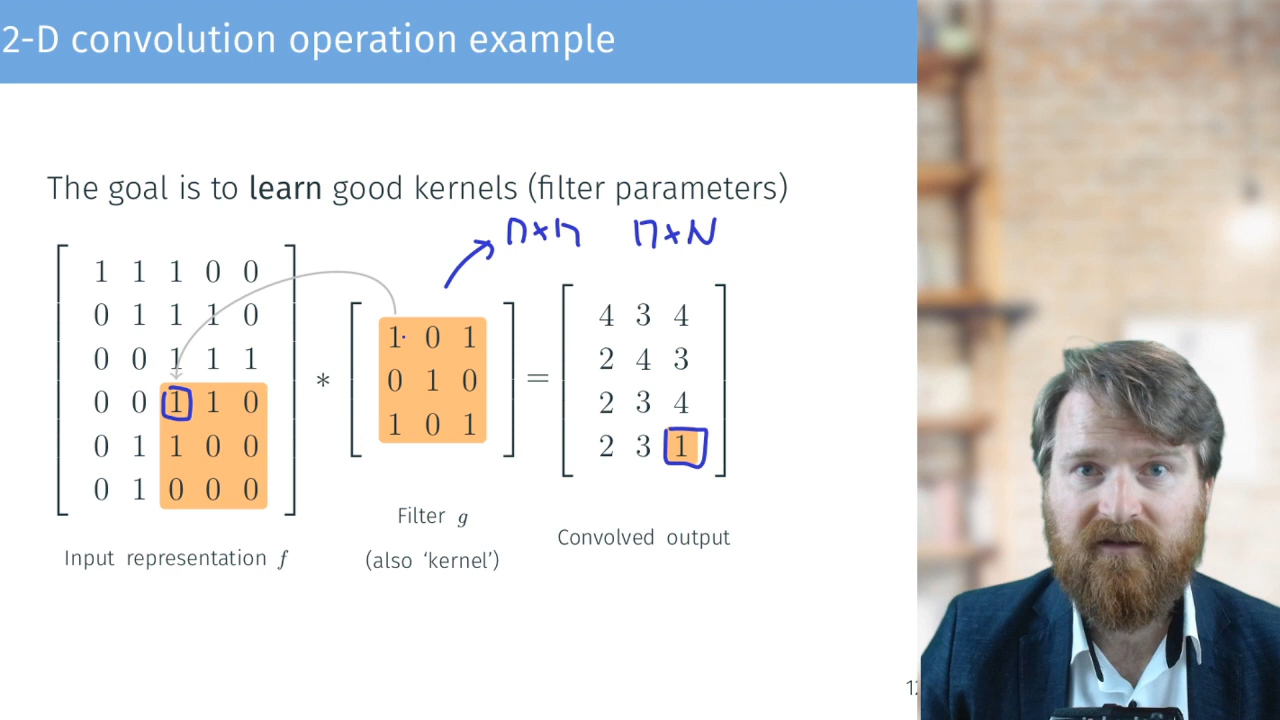 2-D convolution operation example
The goal is to learn good kernels (filter parameters)
n×n M×N
1 1 1 0 0
0 1 1 1 0
0 0 1 1 1
0 0 1 1 0
0 1 1 0 0
0 1 0 0 0
*
1 0 1
0 1 0
1 0 1
=
4 3 4
2 4 3
2 3 4
2 3 1
Input representation f
Filter g
(also ‘kernel’)
Convolved output